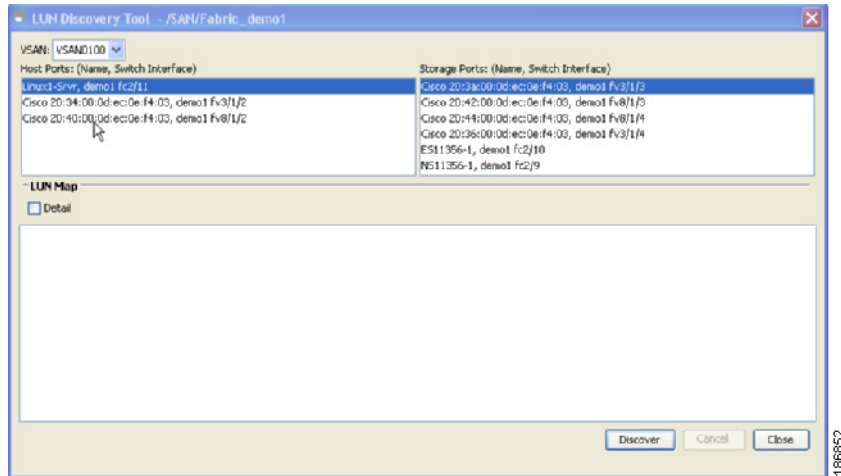 LUN Discovery Tool - /SAN/Fabric_demo1
VSAN: VSAN0100
Host Ports: (Name, Switch Interface)
Linux1-Srvr, demo1 fc2/11
Cisco 20:34:00:0d:ec:0e:f4:03, demo1 fv3/1/2
Cisco 20:40:00:0d:ec:0e:f4:03, demo1 fv8/1/2
Storage Ports: (Name, Switch Interface)
Cisco 20:3a:00:0d:ec:0e:f4:03, demo1 fv3/1/3
Cisco 20:42:00:0d:ec:0e:f4:03, demo1 fv8/1/3
Cisco 20:44:00:0d:ec:0e:f4:03, demo1 fv8/1/4
Cisco 20:36:00:0d:ec:0e:f4:03, demo1 fv3/1/4
ES11356-1, demo1 fc2/10
NS11356-1, demo1 fc2/9
LUN Map
Detail
Discover Cancel Close
186852